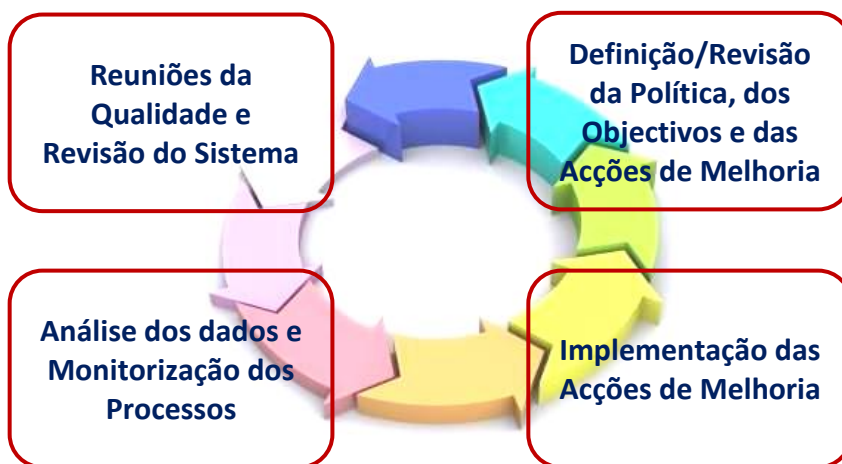 Reuniões da
Qualidade e
Revisão do Sistema
Definição/Revisão
da Política, dos
Objectivos e das
Acções de Melhoria
Análise dos dados e
Monitorização dos
Processos
Implementação das
Acções de Melhoria